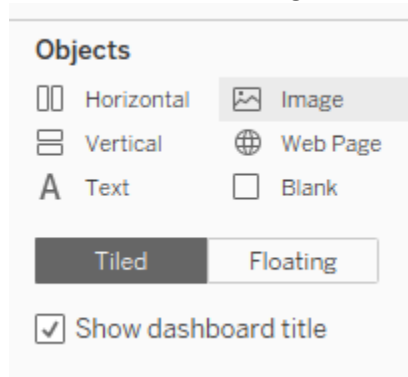 Objects
Horizontal Image
Vertical Web Page
A Text Blank
Tiled Floating
Show dashboard title